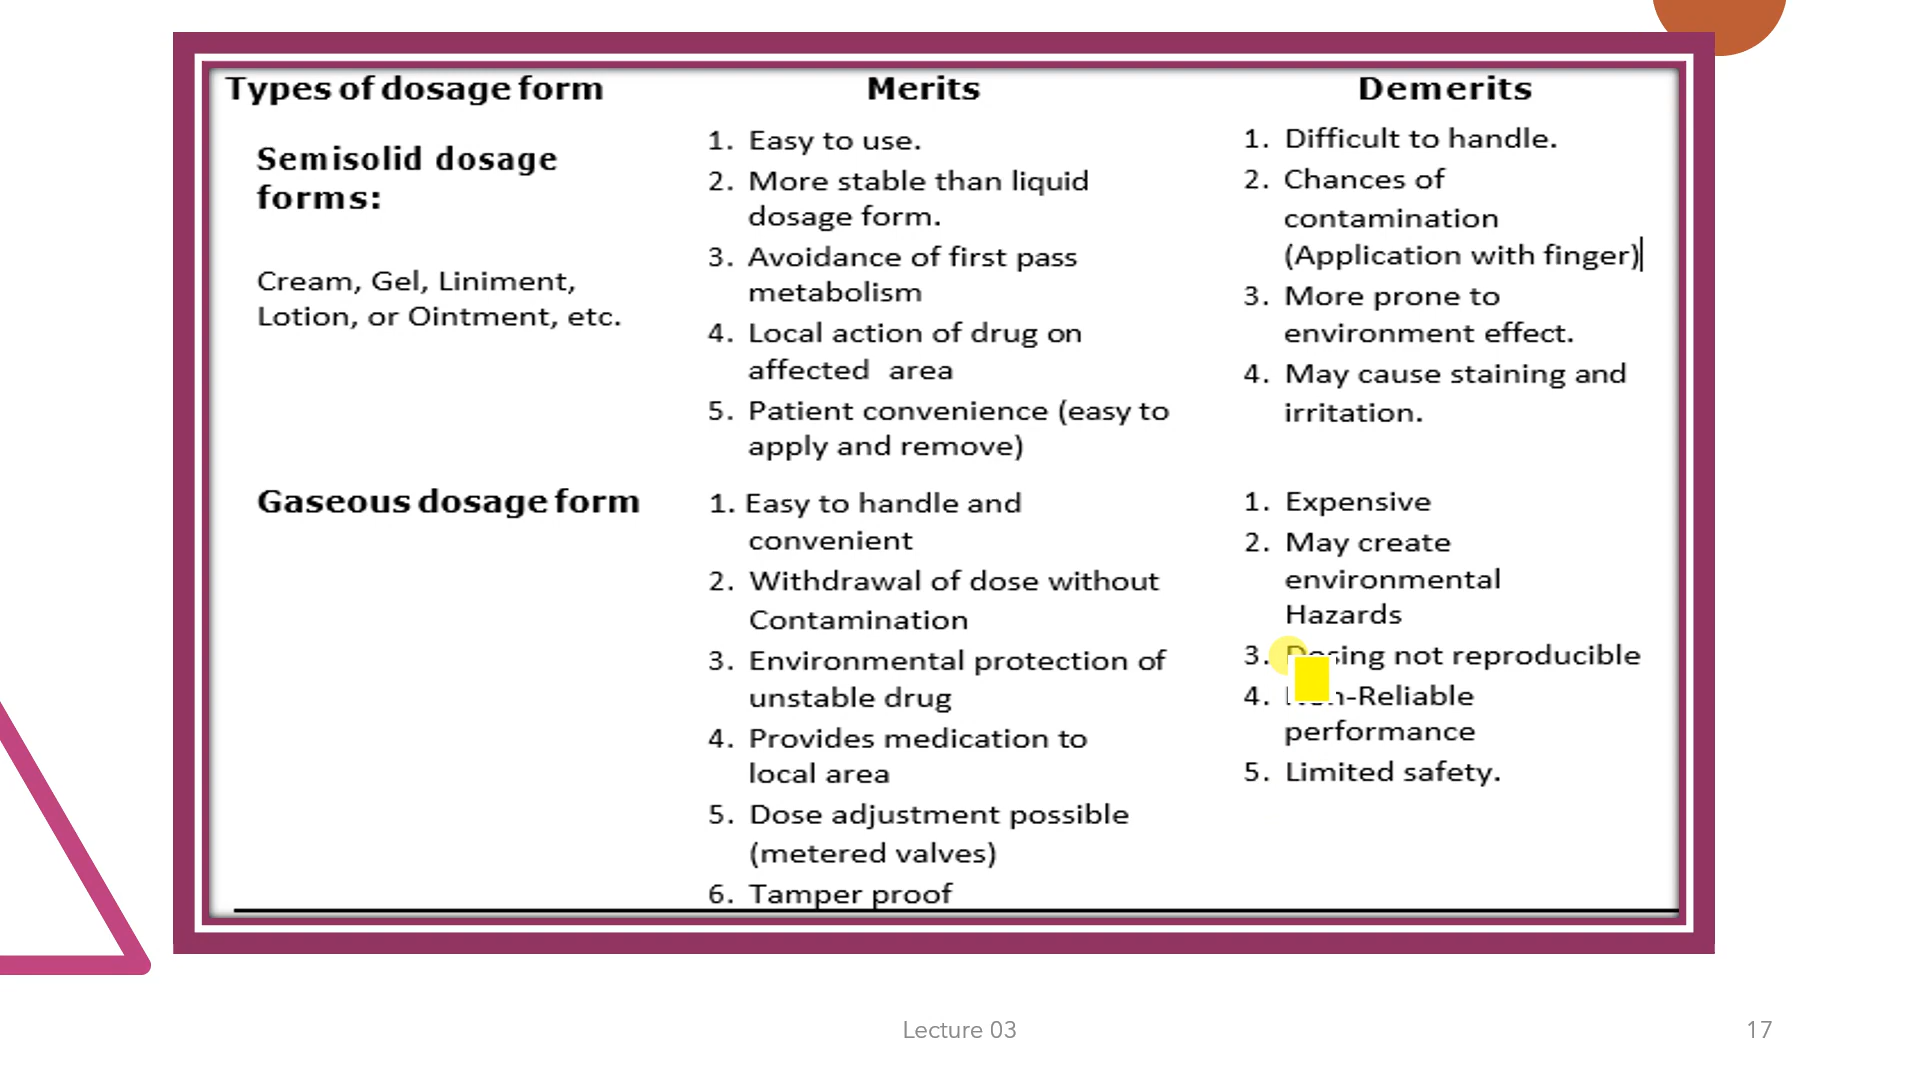 Types of dosage form
Merits
Demerits
Semisolid dosage
forms:
Cream, Gel, Liniment,
Lotion, or Ointment, etc.
1. Easy to use.
2. More stable than liquid
dosage form.
3. Avoidance of first pass
metabolism
4. Local action of drug on
affected area
5. Patient convenience (easy to
apply and remove)
1. Difficult to handle.
2. Chances of
contamination
(Application with finger)
3. More prone to
environment effect.
4. May cause staining and
irritation.
Gaseous dosage form
1. Easy to handle and
convenient
2. Withdrawal of dose without
Contamination
3. Environmental protection of
unstable drug
4. Provides medication to
local area
5. Dose adjustment possible
(metered valves)
6. Tamper proof
1. Expensive
2. May create
environmental
Hazards
3. Dosing not reproducible
4. Non-Reliable
performance
5. Limited safety.
Lecture 03
17